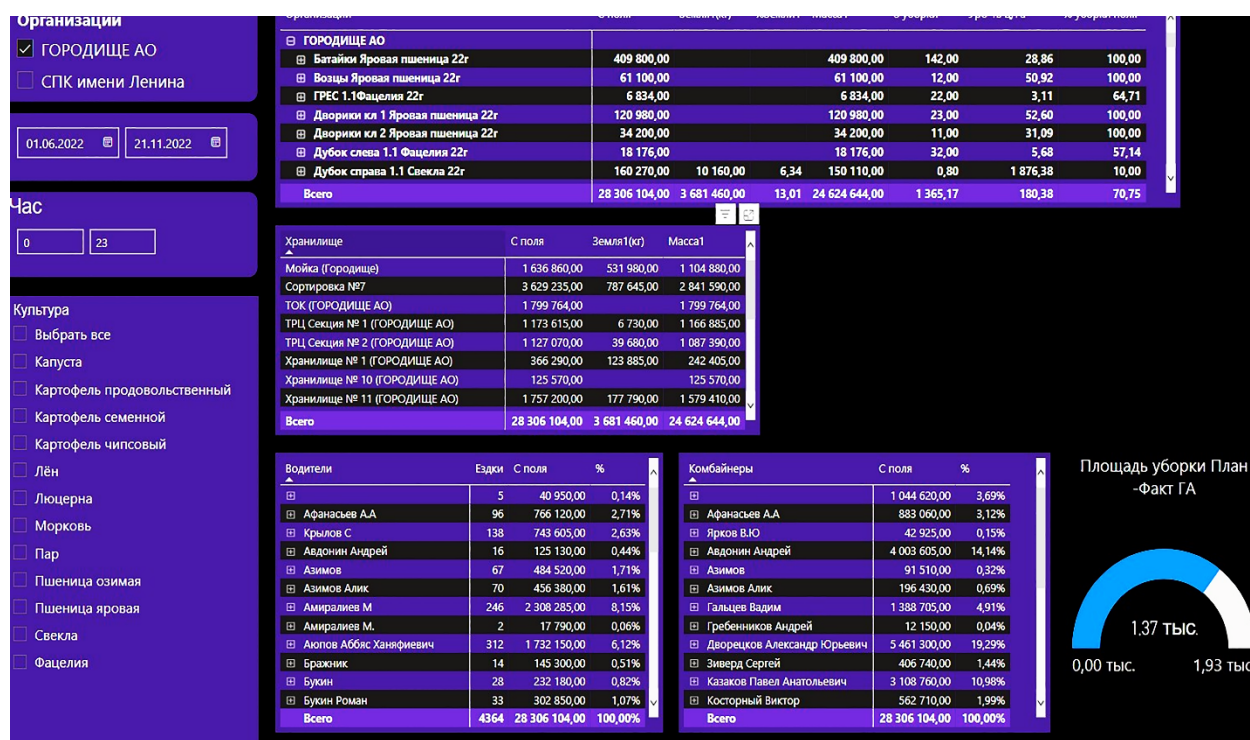 Организации
ГОРОДИЩЕ АО
СПК имени Ленина
01.06.2022 21.11.2022
Час
0 23
Культура
Выбрать все
Капуста
Картофель продовольственный
Картофель семенной
Картофель чипсовый
Лён
Люцерна
Морковь
Пар
Пшеница озимая
Пшеница яровая
Свекла
Фацелия
ГОРОДИЩЕ АО
Батайки Яровая пшеница 22г 409 800,00 409 800,00 142,00 28,86 100,00
Возцы Яровая пшеница 22г 61 100,00 61 100,00 12,00 50,92 100,00
ГРЕС 1.1Фацелия 22г 6 834,00 6 834,00 22,00 3,11 64,71
Дворики кл 1 Яровая пшеница 22г 120 980,00 120 980,00 23,00 52,60 100,00
Дворики кл 2 Яровая пшеница 22г 34 200,00 34 200,00 11,00 31,09 100,00
Дубок слева 1.1 Фацелия 22г 18 176,00 18 176,00 32,00 5,68 57,14
Дубок справа 1.1 Свекла 22г 160 270,00 10 160,00 6,34 150 110,00 0,80 1 876,38 10,00
Всего 28 306 104,00 3 681 460,00 13,01 24 624 644,00 1 365,17 180,38 70,75
Хранилище С поля Земля1(кг) Масса1
Мойка (Городище) 1 636 860,00 531 980,00 1 104 880,00
Сортировка №7 3 629 235,00 787 645,00 2 841 590,00
ТОК (ГОРОДИЩЕ АО) 1 799 764,00 1 799 764,00
ТРЦ Секция № 1 (ГОРОДИЩЕ АО) 1 173 615,00 6 730,00 1 166 885,00
ТРЦ Секция № 2 (ГОРОДИЩЕ АО) 1 127 070,00 39 680,00 1 087 390,00
Хранилище № 1 (ГОРОДИЩЕ АО) 366 290,00 123 885,00 242 405,00
Хранилище № 10 (ГОРОДИЩЕ АО) 125 570,00 125 570,00
Хранилище № 11 (ГОРОДИЩЕ АО) 1 757 200,00 177 790,00 1 579 410,00
Всего 28 306 104,00 3 681 460,00 24 624 644,00
Водители Ездки С поля %
5 40 950,00 0,14%
Афанасьев А.А 96 766 120,00 2,71%
Крылов С 138 743 605,00 2,63%
Авдонин Андрей 16 125 130,00 0,44%
Азимов 67 484 520,00 1,71%
Азимов Алик 70 456 380,00 1,61%
Амиралиев М 246 2 308 285,00 8,15%
Амиралиев М. 2 17 790,00 0,06%
Аюпов Аббяс Ханяфиевич 312 1 732 150,00 6,12%
Бражник 14 145 300,00 0,51%
Букин 28 232 180,00 0,82%
Букин Роман 33 302 850,00 1,07%
Всего 4364 28 306 104,00 100,00%
Комбайнеры С поля %
1 044 620,00 3,69%
Афанасьев А.А 883 060,00 3,12%
Ярков В.Ю 42 925,00 0,15%
Авдонин Андрей 4 003 605,00 14,14%
Азимов 91 510,00 0,32%
Азимов Алик 196 430,00 0,69%
Гальцев Вадим 1 388 705,00 4,91%
Гребенников Андрей 12 150,00 0,04%
Дворецков Александр Юрьевич 5 461 300,00 19,29%
Зиверд Сергей 406 740,00 1,44%
Казаков Павел Анатольевич 3 108 760,00 10,98%
Косторный Виктор 562 710,00 1,99%
Всего 28 306 104,00 100,00%
Площадь уборки План
-Факт ГА
1,37 тыс.
0,00 тыс. 1,93 тыс